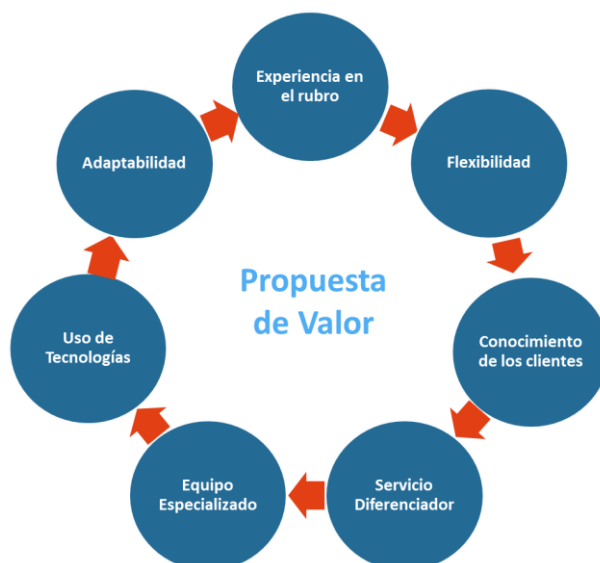 Experiencia en
el rubro
Flexibilidad
Conocimiento
de los clientes
Servicio
Diferenciador
Equipo
Especializado
Uso de
Tecnologías
Adaptabilidad
Propuesta
de Valor